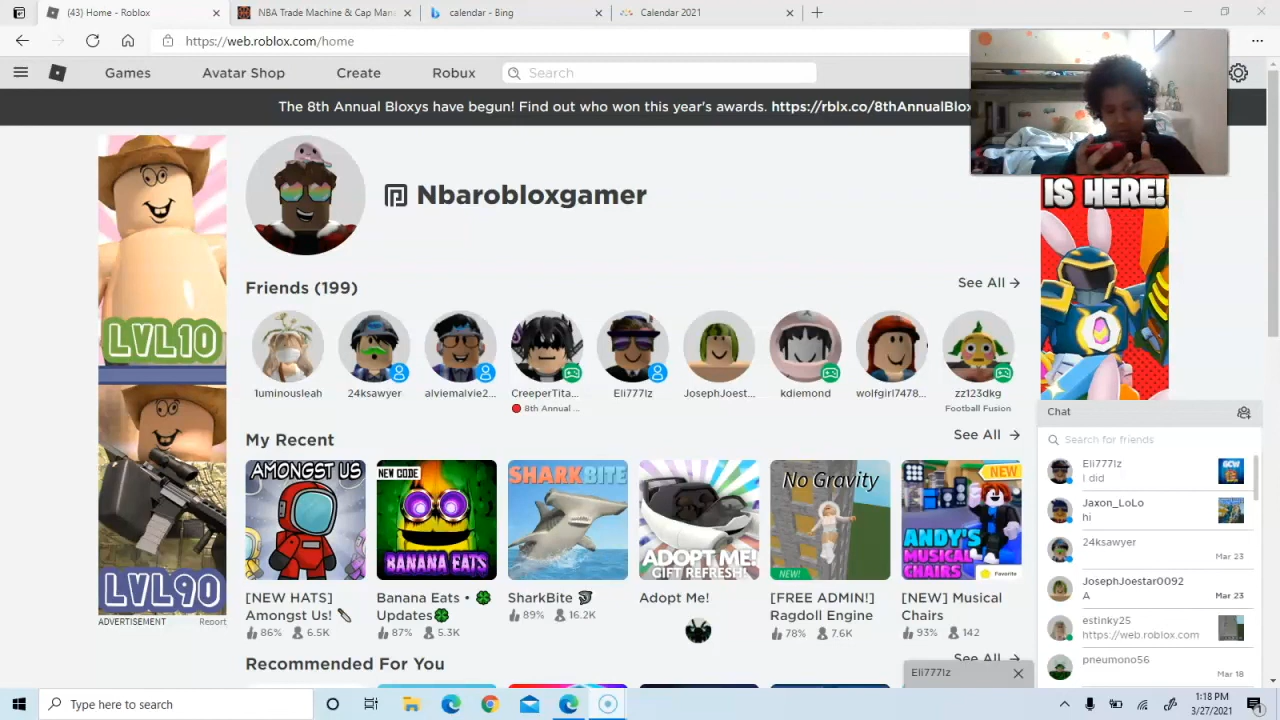 (43) Home - Roblox
NBA Trade Machine & Cap Man
calendar - Bing
Calendar 2021
https://web.roblox.com/home
Games
Avatar Shop
Create
Robux
Search
The 8th Annual Bloxys have begun! Find out who won this year's awards. https://rblx.co/8thAnnualBlox
Nbarobloxgamer
IS HERE!
Friends (199)
See All →
LVL10
1uminousleah
24ksawyer
alviemalvie2...
CreeperTita...
Eli777lz
JosephJoest...
kdiemond
wolfgirl7478...
zz123dkg
8th Annual ...
Football Fusion
My Recent
See All →
AMONGST US
NEW CODE
BANANA EATS
SHARKBITE
ADOPT ME!
GIFT REFRESH!
No Gravity
NEW!
NEW
ANDY'S
MUSICAL
CHAIRS
Favorite
[NEW HATS]
Amongst Us!
86% 6.5K
Banana Eats •
Updates
87% 5.3K
SharkBite
89% 16.2K
Adopt Me!
[FREE ADMIN!]
Ragdoll Engine
78% 7.6K
[NEW] Musical
Chairs
93% 142
LVL90
ADVERTISEMENT
Report
Recommended For You
See All →
Chat
Search for friends
Eli777lz
I did
Jaxon_LoLo
hi
24ksawyer
Mar 23
JosephJoestar0092
A
Mar 23
estinky25
https://web.roblox.com
pneumono56
Mar 18
Eli777lz
Type here to search
1:18 PM
3/27/2021
1